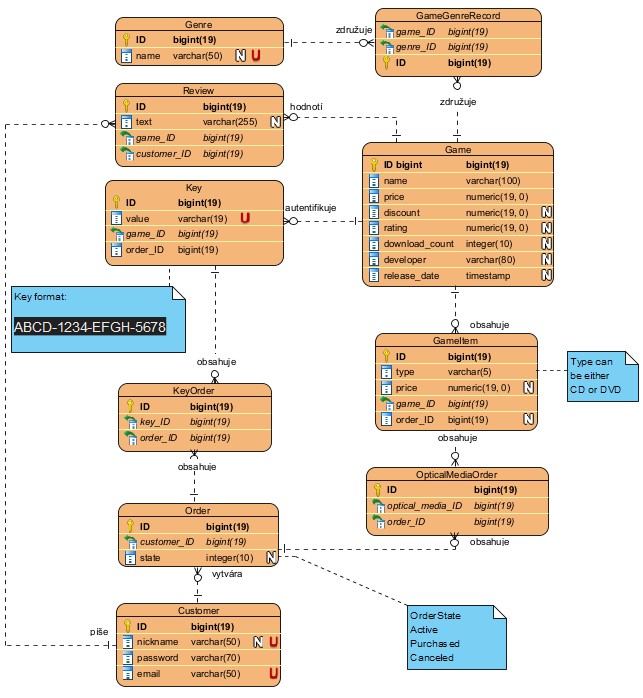 Genre
ID bigint(19)
name varchar(50) N U
združuje
GameGenreRecord
game_ID bigint(19)
genre_ID bigint(19)
ID bigint(19)
Review
ID bigint(19)
text varchar(255) N
game_ID bigint(19)
customer_ID bigint(19)
hodnotí
združuje
Key
ID bigint(19)
value varchar(19) U
game_ID bigint(19)
order_ID bigint(19)
autentifikuje
Game
ID bigint bigint(19)
name varchar(100)
price numeric(19, 0)
discount numeric(19, 0) N
rating numeric(19, 0) N
download_count integer(10) N
developer varchar(80) N
release_date timestamp N
Key format:
ABCD-1234-EFGH-5678
obsahuje
obsahuje
GameItem
ID bigint(19)
type varchar(5)
price numeric(19, 0) N
game_ID bigint(19)
order_ID bigint(19) N
Type can
be either
CD or DVD
KeyOrder
ID bigint(19)
key_ID bigint(19)
order_ID bigint(19)
obsahuje
obsahuje
OpticalMediaOrder
ID bigint(19)
optical_media_ID bigint(19)
order_ID bigint(19)
obsahuje
Order
ID bigint(19)
customer_ID bigint(19)
state integer(10) N
vytvára
Customer
ID bigint(19)
nickname varchar(50) N U
password varchar(70)
email varchar(50) U
píše
OrderState
Active
Purchased
Canceled